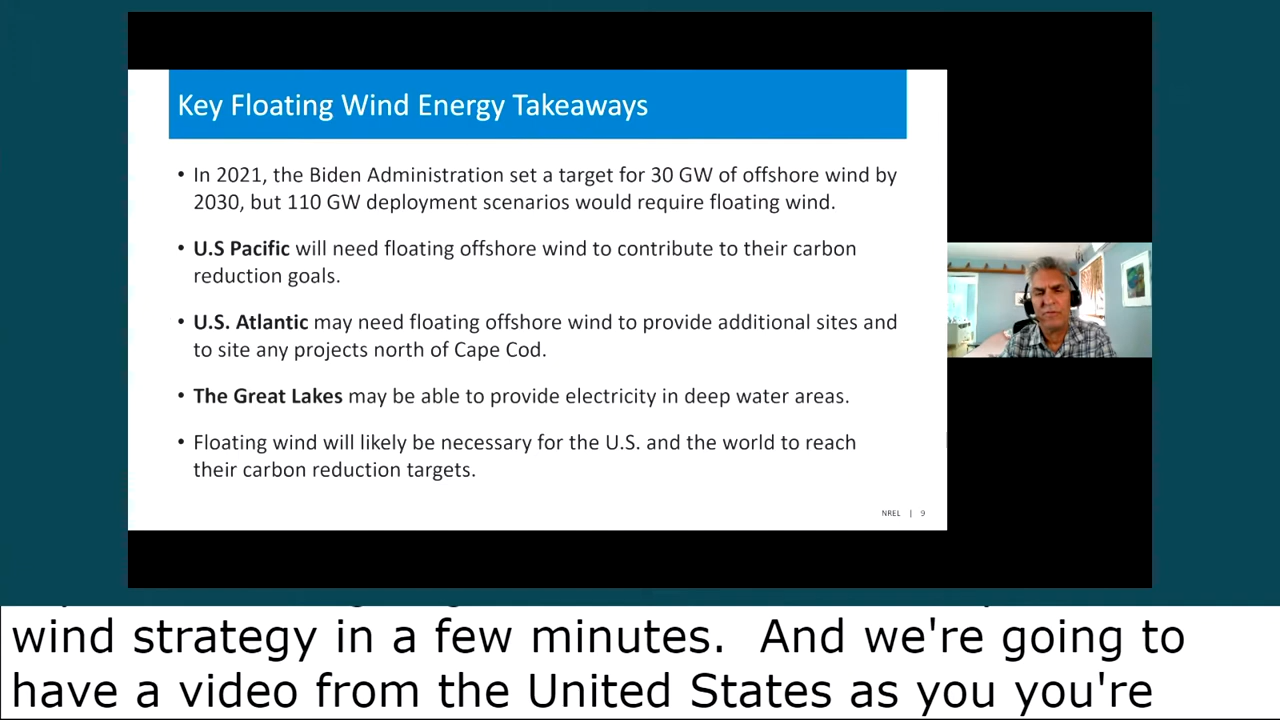 Key Floating Wind Energy Takeaways
• In 2021, the Biden Administration set a target for 30 GW of offshore wind by
2030, but 110 GW deployment scenarios would require floating wind.
• U.S Pacific will need floating offshore wind to contribute to their carbon
reduction goals.
• U.S. Atlantic may need floating offshore wind to provide additional sites and
to site any projects north of Cape Cod.
• The Great Lakes may be able to provide electricity in deep water areas.
• Floating wind will likely be necessary for the U.S. and the world to reach
their carbon reduction targets.
NREL | 9
wind strategy in a few minutes.  And we're going to
have a video from the United States as you you're